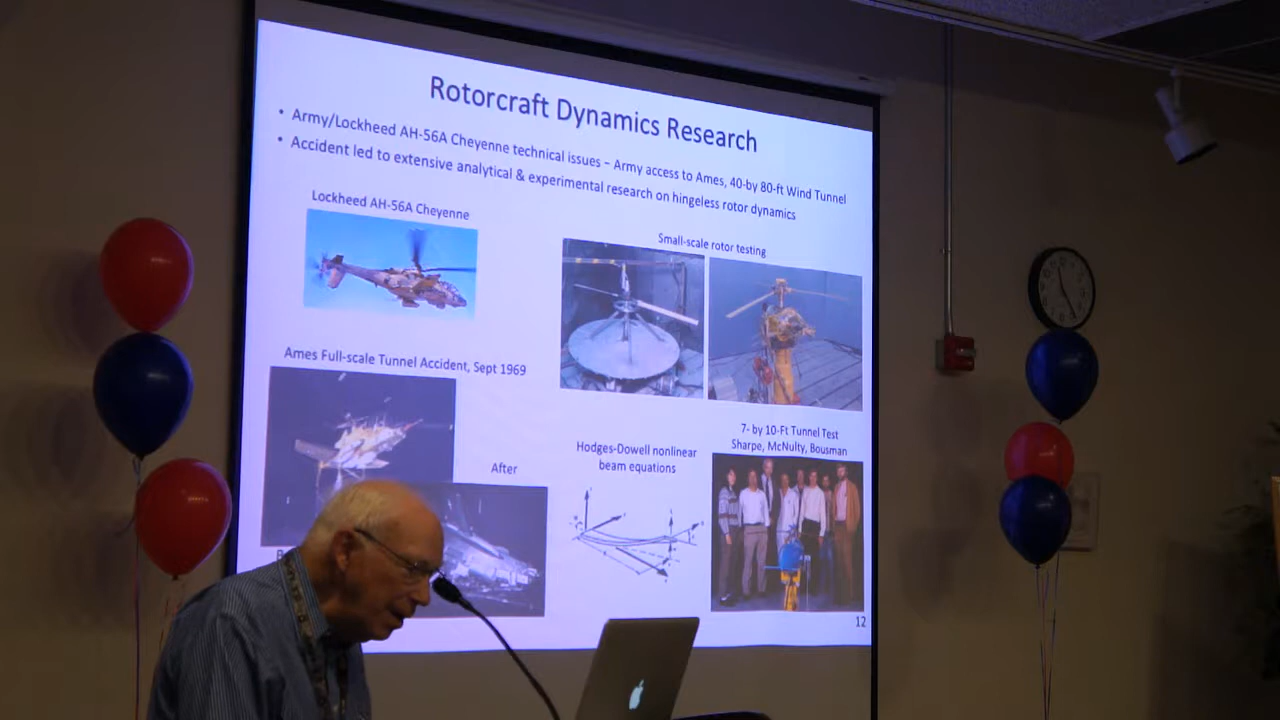 Rotorcraft Dynamics Research
• Army/Lockheed AH-56A Cheyenne technical issues – Army access to Ames, 40-by 80-ft Wind Tunnel
• Accident led to extensive analytical & experimental research on hingeless rotor dynamics
Lockheed AH-56A Cheyenne
Small-scale rotor testing
Ames Full-scale Tunnel Accident, Sept 1969
After
Hodges-Dowell nonlinear
beam equations
7- by 10-Ft Tunnel Test
Sharpe, McNulty, Bousman
12